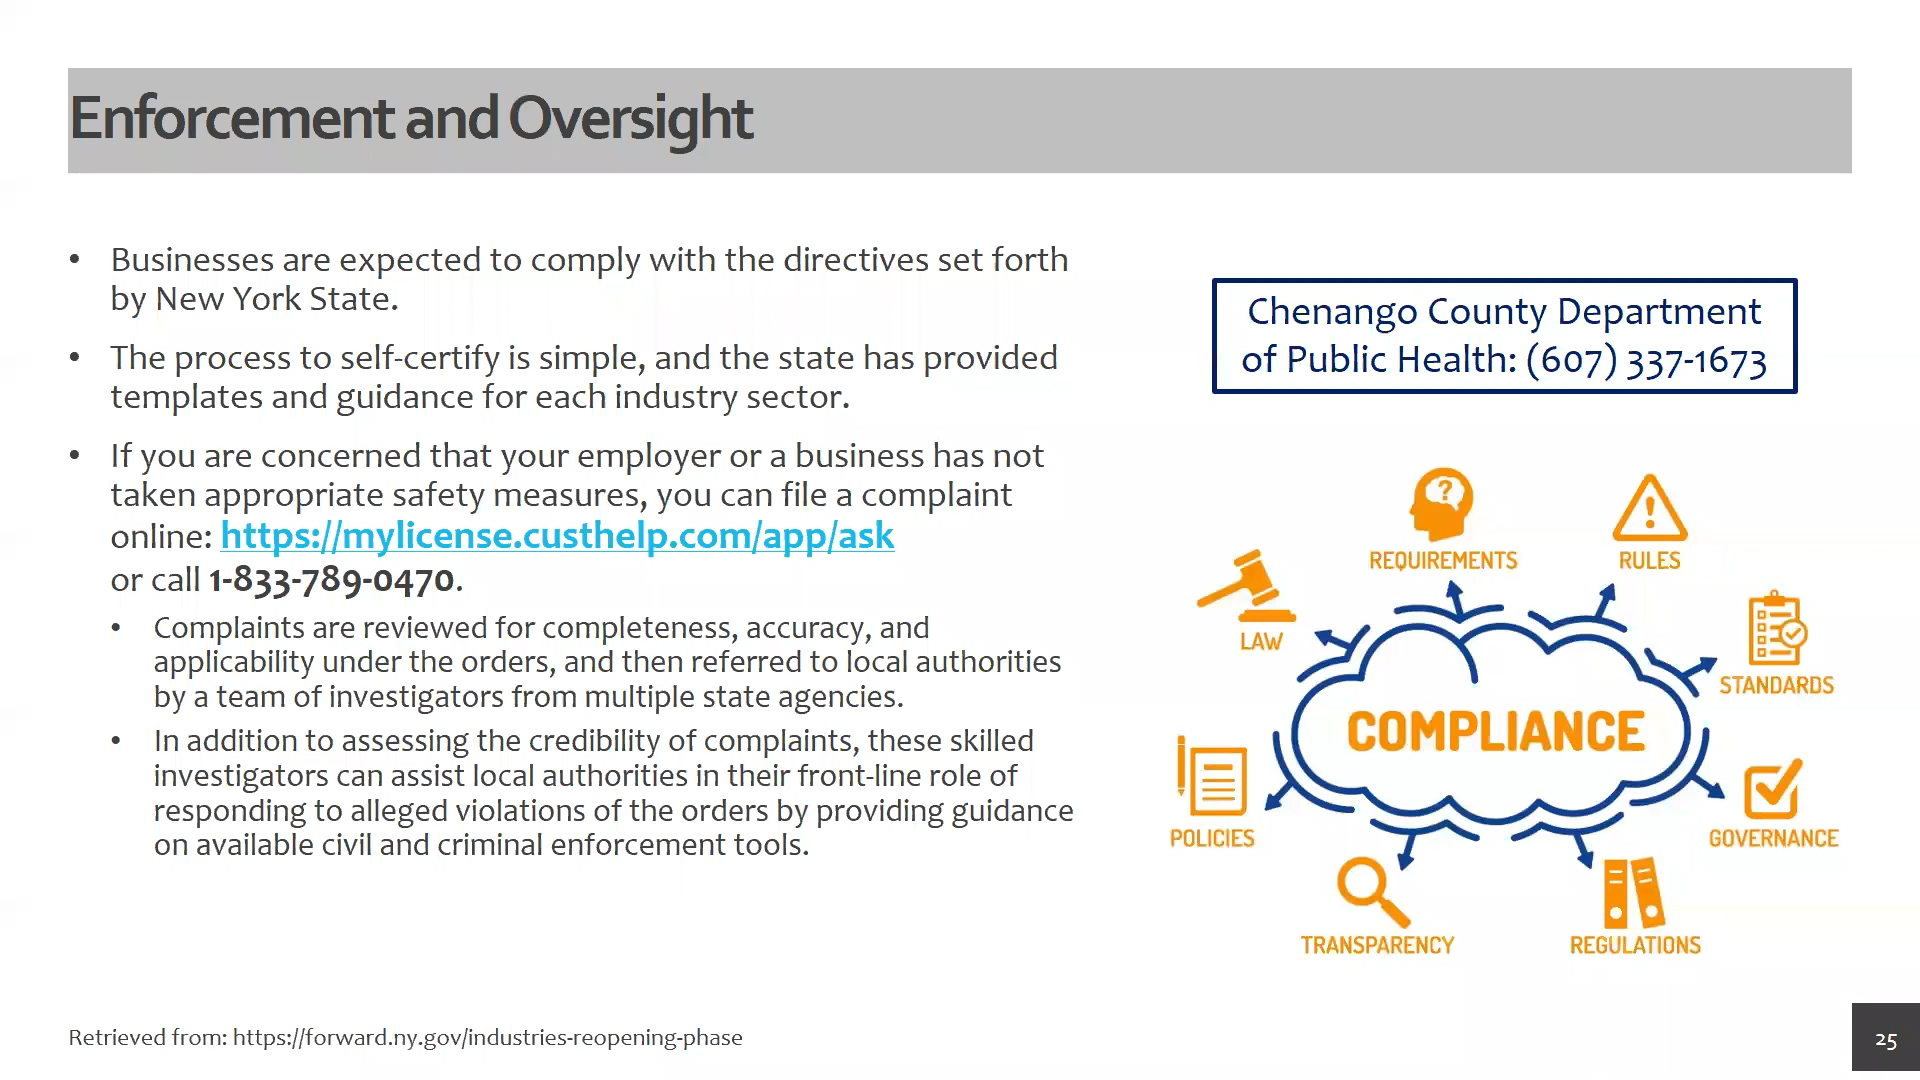 Enforcement and Oversight
• Businesses are expected to comply with the directives set forth
by New York State.
• The process to self-certify is simple, and the state has provided
templates and guidance for each industry sector.
• If you are concerned that your employer or a business has not
taken appropriate safety measures, you can file a complaint
online: https://mylicense.custhelp.com/app/ask
or call 1-833-789-0470.
• Complaints are reviewed for completeness, accuracy, and
applicability under the orders, and then referred to local authorities
by a team of investigators from multiple state agencies.
• In addition to assessing the credibility of complaints, these skilled
investigators can assist local authorities in their front-line role of
responding to alleged violations of the orders by providing guidance
on available civil and criminal enforcement tools.
Chenango County Department
of Public Health: (607) 337-1673
?
!
REQUIREMENTS
RULES
LAW
STANDARDS
COMPLIANCE
POLICIES
GOVERNANCE
TRANSPARENCY
REGULATIONS
Retrieved from: https://forward.ny.gov/industries-reopening-phase
25